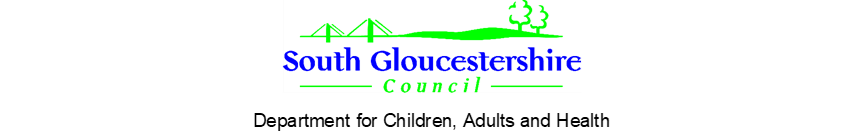 South Gloucestershire
Council
Department for Children, Adults and Health